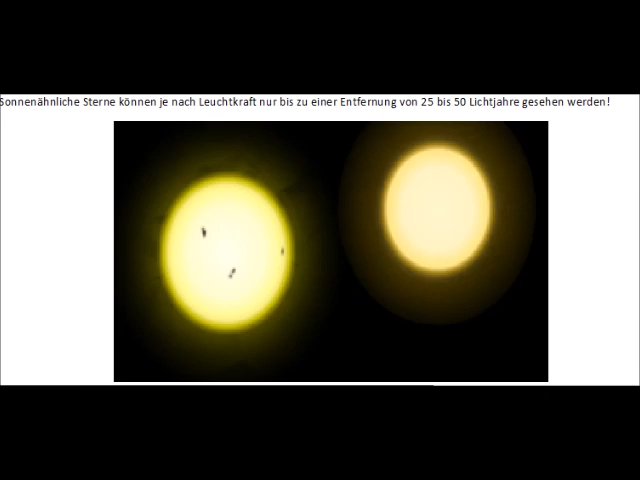 Sonnenähnliche Sterne können je nach Leuchtkraft nur bis zu einer Entfernung von 25 bis 50 Lichtjahre gesehen werden!